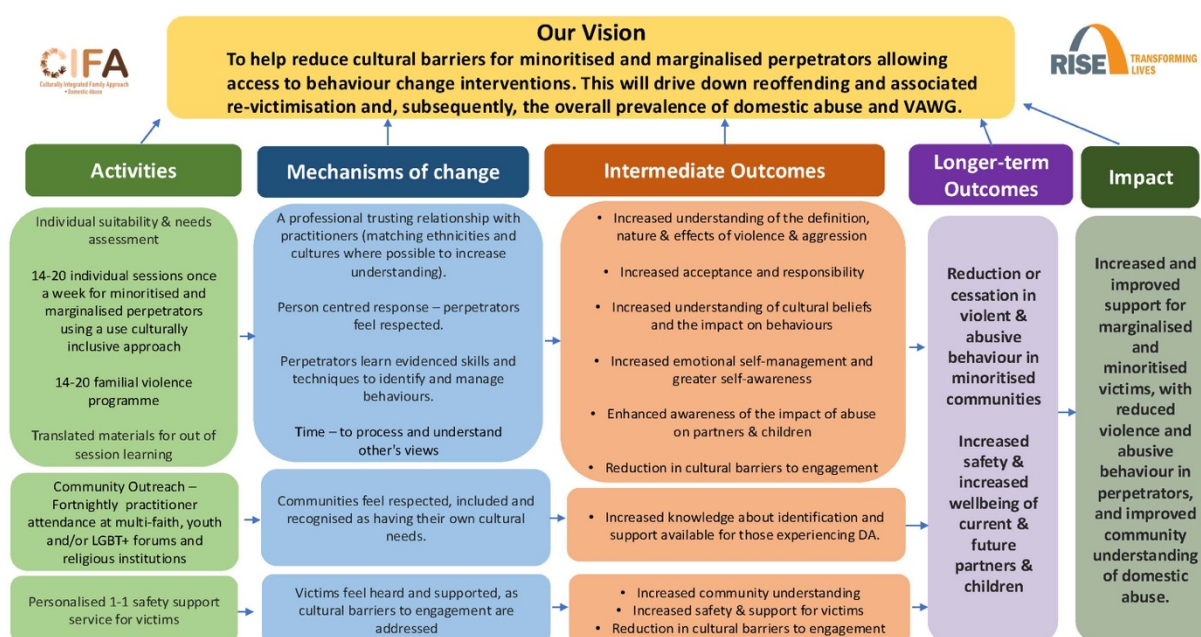 CIFA
Culturally Integrated Family Approach
• Domestic Abuse
Our Vision
To help reduce cultural barriers for minoritised and marginalised perpetrators allowing
access to behaviour change interventions. This will drive down reoffending and associated
re-victimisation and, subsequently, the overall prevalence of domestic abuse and VAWG.
RISE
TRANSFORMING
LIVES
Activities
Individual suitability & needs
assessment
14-20 individual sessions once
a week for minoritised and
marginalised perpetrators
using a use culturally
inclusive approach
14-20 familial violence
programme
Translated materials for out of
session learning
Community Outreach –
Fortnightly practitioner
attendance at multi-faith, youth
and/or LGBT+ forums and
religious institutions
Personalised 1-1 safety support
service for victims
Mechanisms of change
A professional trusting relationship with
practitioners (matching ethnicities and
cultures where possible to increase
understanding).
Person centred response – perpetrators
feel respected.
Perpetrators learn evidenced skills and
techniques to identify and manage
behaviours.
Time – to process and understand
other's views
Communities feel respected, included and
recognised as having their own cultural
needs.
Victims feel heard and supported, as
cultural barriers to engagement are
addressed
Intermediate Outcomes
• Increased understanding of the definition,
nature & effects of violence & aggression
• Increased acceptance and responsibility
• Increased understanding of cultural beliefs
and the impact on behaviours
• Increased emotional self-management and
greater self-awareness
• Enhanced awareness of the impact of abuse
on partners & children
• Reduction in cultural barriers to engagement
• Increased knowledge about identification and
support available for those experiencing DA.
• Increased community understanding
• Increased safety & support for victims
• Reduction in cultural barriers to engagement
Longer-term
Outcomes
Reduction or
cessation in
violent &
abusive
behaviour in
minoritised
communities
Increased
safety &
increased
wellbeing of
current &
future
partners &
children
Impact
Increased and
improved
support for
marginalised
and
minoritised
victims, with
reduced
violence and
abusive
behaviour in
perpetrators,
and improved
community
understanding
of domestic
abuse.